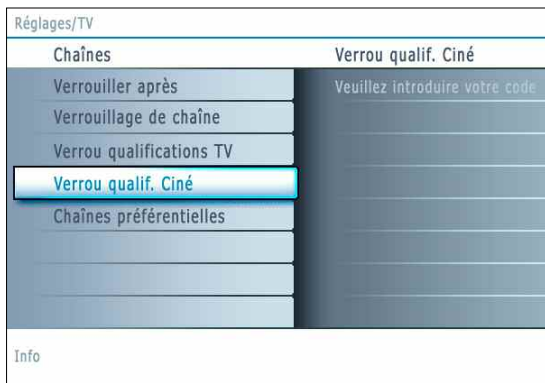 Réglages/TV
Chaînes
Verrou qualif. Ciné
Verrouiller après
Veuillez introduire votre code
Verrouillage de chaîne
Verrou qualifications TV
Verrou qualif. Ciné
Chaînes préférentielles
Info